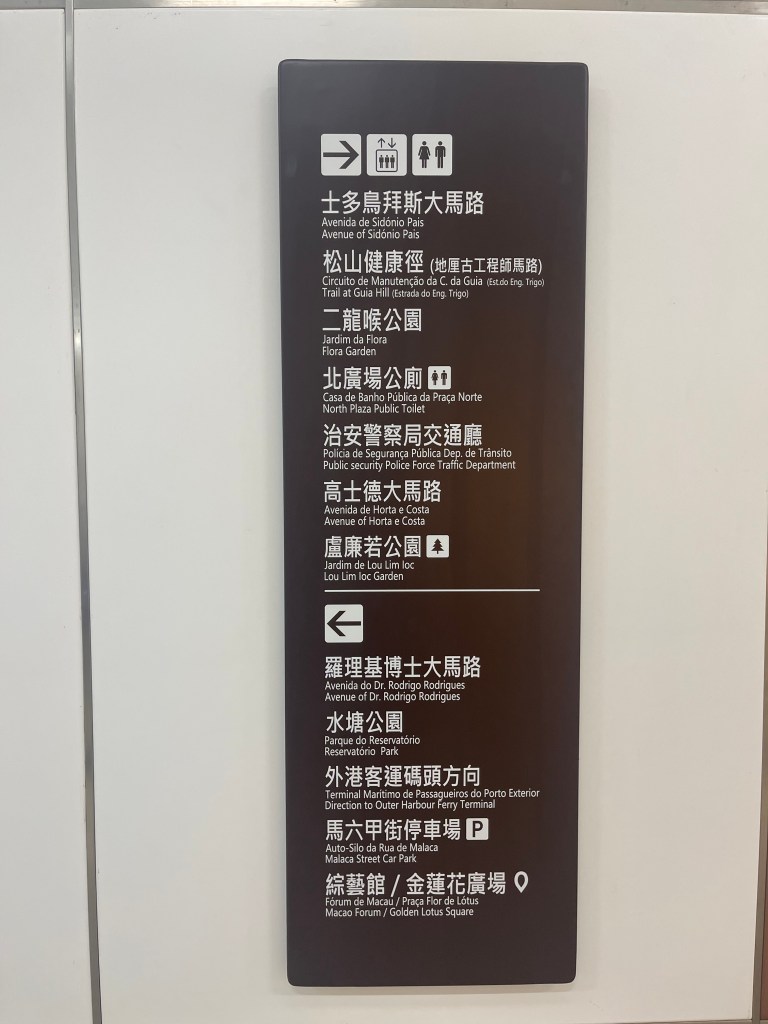 士多鳥拜斯大馬路
Avenida de Sidónio Pais
Avenue of Sidónio Pais
松山健康徑 (地厘古工程師馬路)
Circuito de Manutenção da C. da Guia (Est.do Eng. Trigo)
Trail at Guia Hill (Estrada do Eng. Trigo)
二龍喉公園
Jardim da Flora
Flora Garden
北廣場公廁
Casa de Banho Pública da Praça Norte
North Plaza Public Toilet
治安警察局交通廳
Polícia de Segurança Pública Dep. de Trânsito
Public security Police Force Traffic Department
高士德大馬路
Avenida de Horta e Costa
Avenue of Horta e Costa
盧廉若公園
Jardim de Lou Lim Ioc
Lou Lim Ioc Garden
羅理基博士大馬路
Avenida do Dr. Rodrigo Rodrigues
Avenue of Dr. Rodrigo Rodrigues
水塘公園
Parque do Reservatório
Reservatório Park
外港客運碼頭方向
Terminal Maritimo de Passaqueiros do Porto Exterior
Direction to Outer Harbour Ferry Terminal
馬六甲街停車場 P
Auto-Silo da Rua de Malaca
Malaca Street Car Park
綜藝館 / 金蓮花廣場
Fórum de Macau / Praça Flor de Lótus
Macao Forum / Golden Lotus Square